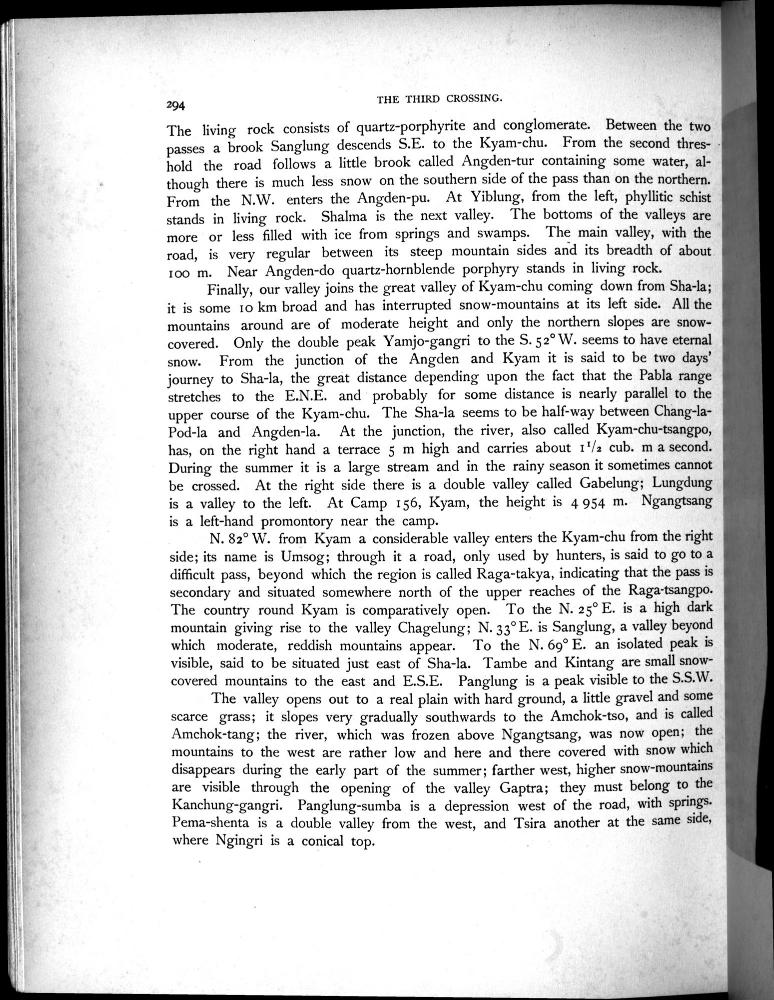 294
THE THIRD CROSSING.
The living rock consists of quartz-porphyrite and conglomerate. Between the two
passes a brook Sanglung descends S.E. to the Kyam-chu. From the second thres-
hold the road follows a little brook called Angden-tur containing some water, al-
though there is much less snow on the southern side of the pass than on the northern.
From the N.W. enters the Angden-pu. At Yiblung, from the left, phyllitic schist
stands in living rock. Shalma is the next valley. The bottoms of the valleys are
more or less filled with ice from springs and swamps. The main valley, with the
road, is very regular between its steep mountain sides and its breadth of about
100 m. Near Angden-do quartz-hornblende porphyry stands in living rock.
Finally, our valley joins the great valley of Kyam-chu coming down from Sha-la;
it is some 10 km broad and has interrupted snow-mountains at its left side. All the
mountains around are of moderate height and only the northern slopes are snow-
covered. Only the double peak Yamjo-gangri to the S. 52° W. seems to have eternal
snow. From the junction of the Angden and Kyam it is said to be two days'
journey to Sha-la, the great distance depending upon the fact that the Pabla range
stretches to the E.N.E. and probably for some distance is nearly parallel to the
upper course of the Kyam-chu. The Sha-la seems to be half-way between Chang-la-
Pod-la and Angden-la. At the junction, the river, also called Kyam-chu-tsangpo,
has, on the right hand a terrace 5 m high and carries about 1 1/2 cub. m a second.
During the summer it is a large stream and in the rainy season it sometimes cannot
be crossed. At the right side there is a double valley called Gabelung; Lungdung
is a valley to the left. At Camp 156, Kyam, the height is 4 954 m. Ngangtsang
is a left-hand promontory near the camp.
N. 82° W. from Kyam a considerable valley enters the Kyam-chu from the right
side; its name is Umsog; through it a road, only used by hunters, is said to go to a
difficult pass, beyond which the region is called Raga-takya, indicating that the pass is
secondary and situated somewhere north of the upper reaches of the Raga-tsangpo.
The country round Kyam is comparatively open. To the N. 25° E. is a high dark
mountain giving rise to the valley Chagelung; N. 33° E. is Sanglung, a valley beyond
which moderate, reddish mountains appear. To the N. 69° E. an isolated peak is
visible, said to be situated just east of Sha-la. Tambe and Kintang are small snow-
covered mountains to the east and E.S.E. Panglung is a peak visible to the S.S.W.
The valley opens out to a real plain with hard ground, a little gravel and some
scarce grass; it slopes very gradually southwards to the Amchok-tso, and is called
Amchok-tang; the river, which was frozen above Ngangtsang, was now open; the
mountains to the west are rather low and here and there covered with snow which
disappears during the early part of the summer; farther west, higher snow-mountains
are visible through the opening of the valley Gaptra; they must belong to the
Kanchung-gangri. Panglung-sumba is a depression west of the road, with springs.
Pema-shenta is a double valley from the west, and Tsira another at the same side,
where Ngingri is a conical top.